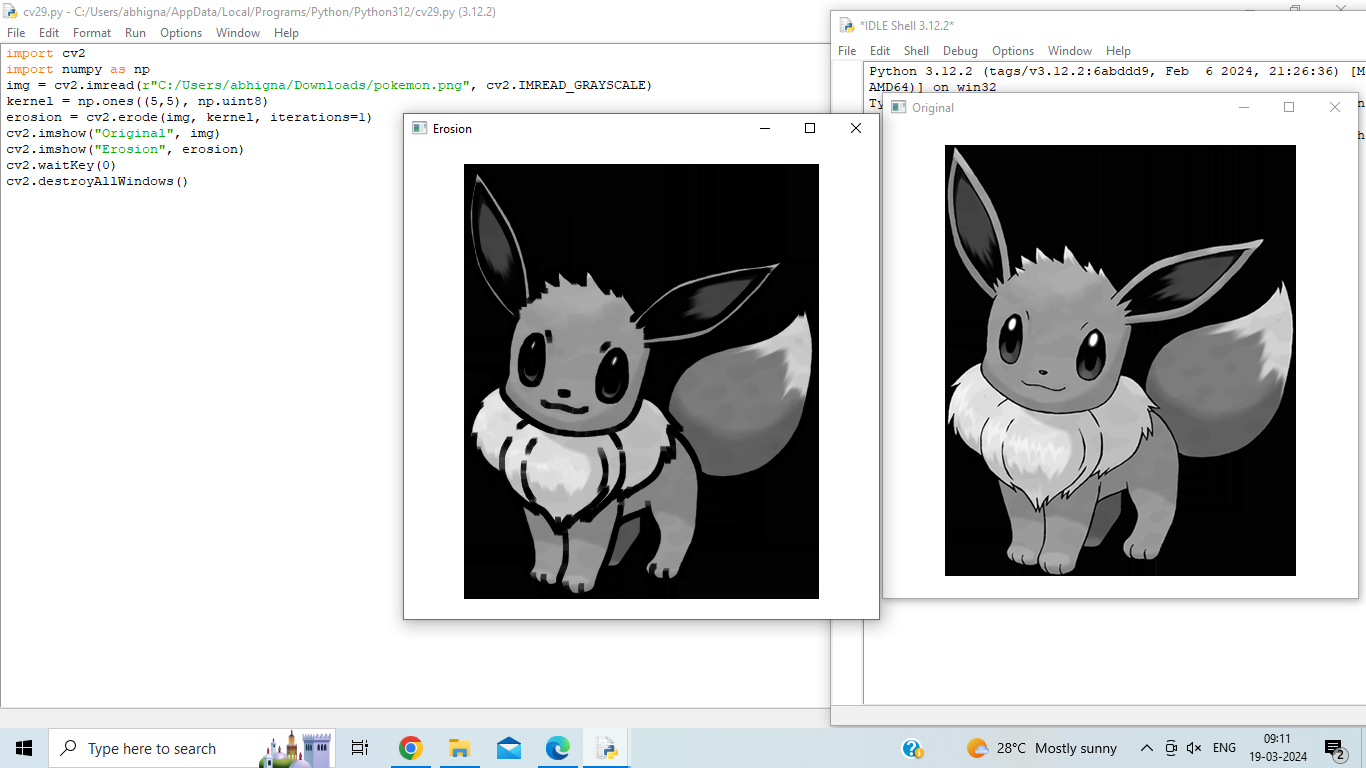 cv29.py - C:/Users/abhigna/AppData/Local/Programs/Python/Python312/cv29.py (3.12.2)
File Edit Format Run Options Window Help
import cv2
import numpy as np
img = cv2.imread(r"C:/Users/abhigna/Downloads/pokemon.png", cv2.IMREAD_GRAYSCALE)
kernel = np.ones((5,5), np.uint8)
erosion = cv2.erode(img, kernel, iterations=1)
cv2.imshow("Original", img)
cv2.imshow("Erosion", erosion)
cv2.waitKey(0)
cv2.destroyAllWindows()
*IDLE Shell 3.12.2*
File Edit Shell Debug Options Window Help
Python 3.12.2 (tags/v3.12.2:6abddd9, Feb 6 2024, 21:26:36) [M
AMD64)] on win32
Ty
Erosion
Original
Type here to search
28°C Mostly sunny
ENG
09:11
19-03-2024
2